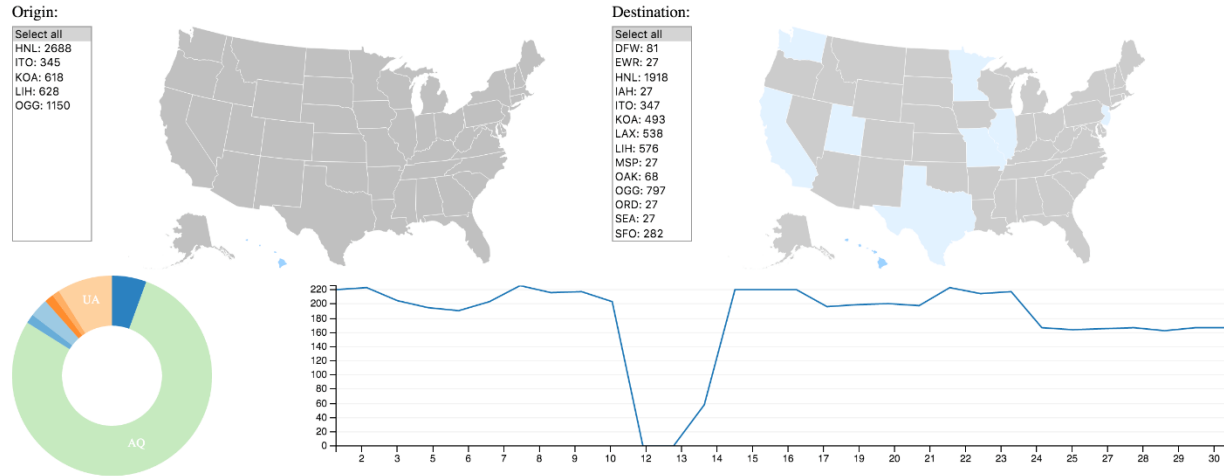 Origin:
Select all
HNL: 2688
ITO: 345
KOA: 618
LIH: 628
OGG: 1150
Destination:
Select all
DFW: 81
EWR: 27
HNL: 1918
IAH: 27
ITO: 347
KOA: 493
LAX: 538
LIH: 576
MSP: 27
OAK: 68
OGG: 797
ORD: 27
SEA: 27
SFO: 282
UA
AQ
220
200
180
160
140
120
100
80
60
40
20
0
2 3 4 5 6 7 8 9 10 12 13 14 15 16 17 18 19 20 21 22 23 24 25 26 27 28 29 30